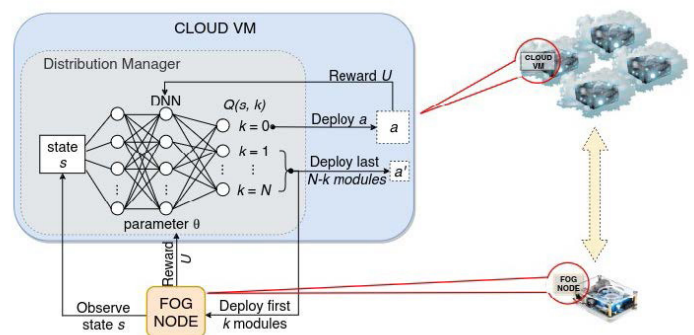 CLOUD VM
Distribution Manager
Reward U
DNN
Q(s, k)
k = 0
Deploy a
a
state
s
k = 1
⋮
⋮
k = N
Deploy last
N-k modules
a'
parameter θ
Reward
U
Observe
state s
FOG
NODE
Deploy first
k modules
CLOUD
VM
FOG
NODE